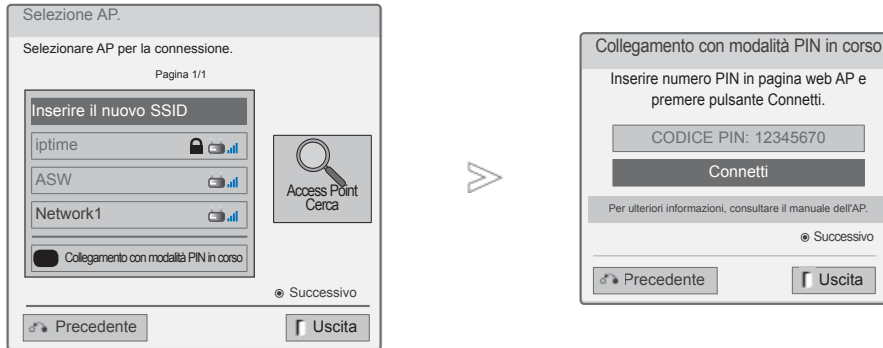 Selezione AP.
Selezionare AP per la connessione.
Pagina 1/1
Inserire il nuovo SSID
iptime
ASW
Network1
Collegamento con modalità PIN in corso
Access Point
Cerca
Successivo
Precedente
Uscita
Collegamento con modalità PIN in corso
Inserire numero PIN in pagina web AP e
premere pulsante Connetti.
CODICE PIN: 12345670
Connetti
Per ulteriori informazioni, consultare il manuale dell'AP.
Successivo
Precedente
Uscita